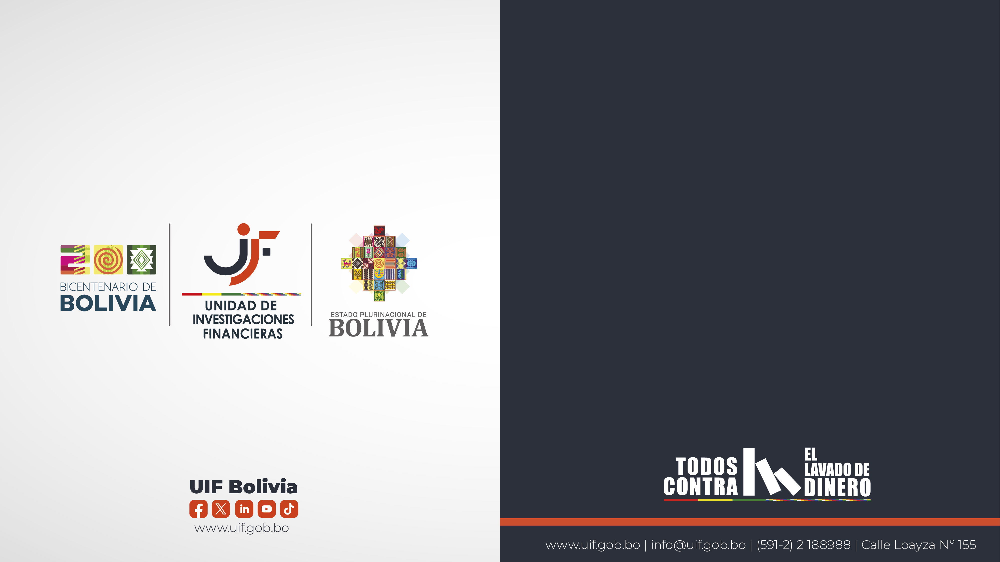 BICENTENARIO DE
BOLIVIA
UNIDAD DE
INVESTIGACIONES
FINANCIERAS
ESTADO PLURINACIONAL DE
BOLIVIA
UIF Bolivia
www.uif.gob.bo
TODOS
CONTRA
EL
LAVADO DE
DINERO
www.uif.gob.bo | info@uif.gob.bo | (591-2) 2 188988 | Calle Loayza N° 155